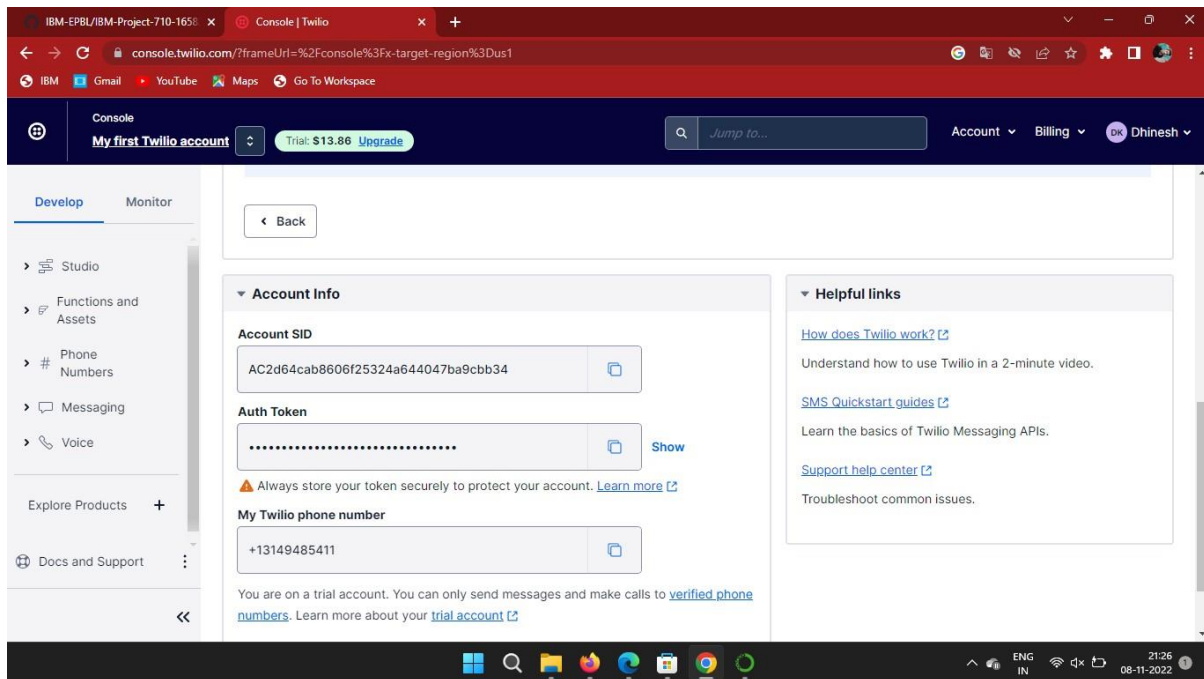 IBM-EPBL/IBM-Project-710-1658
Console | Twilio
console.twilio.com/?frameUrl=%2Fconsole%3Fx-target-region%3Dus1
IBM Gmail YouTube Maps Go To Workspace
Console
My first Twilio account
Trial: $13.86 Upgrade
Jump to...
Account Billing DK Dhinesh
Develop Monitor
Studio
Functions and
Assets
Phone
Numbers
Messaging
Voice
Explore Products +
Docs and Support
Back
Account Info
Account SID
AC2d64cab8606f25324a644047ba9cbb34
Auth Token
•••••••••••••••••••••••••••••••• Show
Always store your token securely to protect your account. Learn more
My Twilio phone number
+13149485411
You are on a trial account. You can only send messages and make calls to verified phone
numbers. Learn more about your trial account
Helpful links
How does Twilio work?
Understand how to use Twilio in a 2-minute video.
SMS Quickstart guides
Learn the basics of Twilio Messaging APIs.
Support help center
Troubleshoot common issues.
ENG
IN
21:26
08-11-2022
1